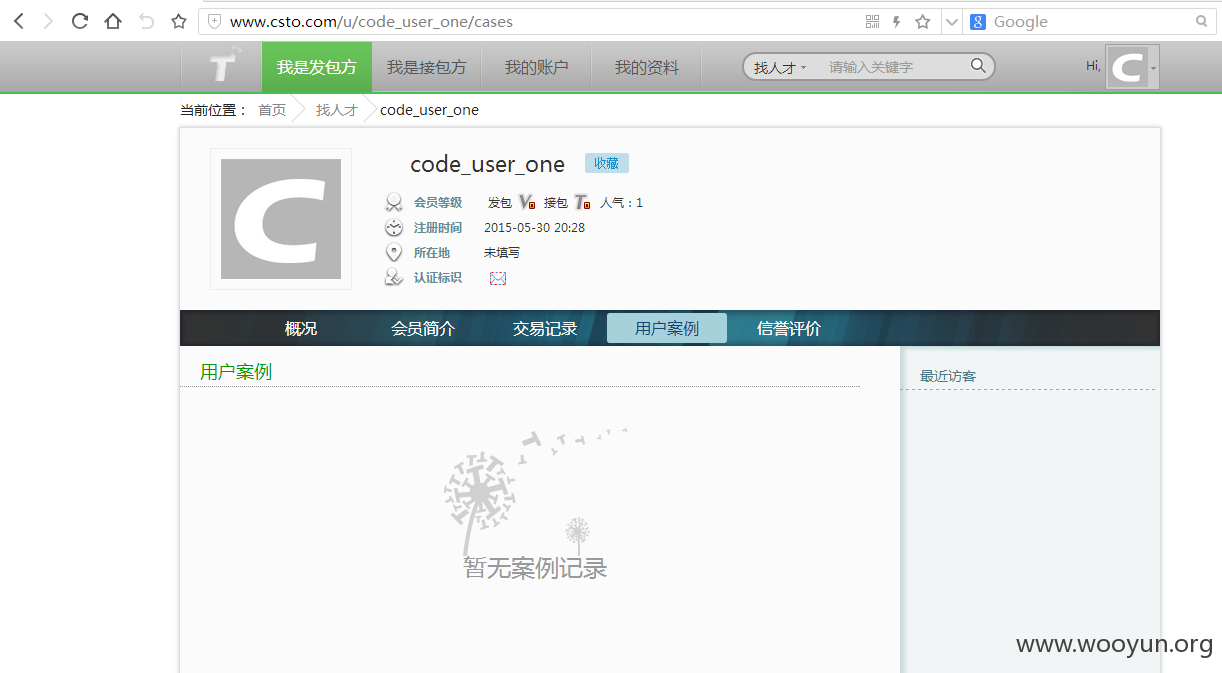 www.csto.com/u/code_user_one/cases
Google
我是发包方 我是接包方 我的账户 我的资料 找人才 请输入关键字 Hi,
当前位置： 首页 找人才 code_user_one
code_user_one 收藏
会员等级 发包 V0 接包 T0 人气：1
注册时间 2015-05-30 20:28
所在地 未填写
认证标识
概况 会员简介 交易记录 用户案例 信誉评价
用户案例
最近访客
暂无案例记录
www.wooyun.org